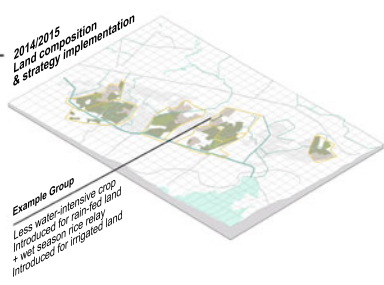 2014/2015
Land composition
& strategy implementation
Example Group
Less water-intensive crop
Introduced for rain-fed land
+ wet season rice relay
Introduced for irrigated land